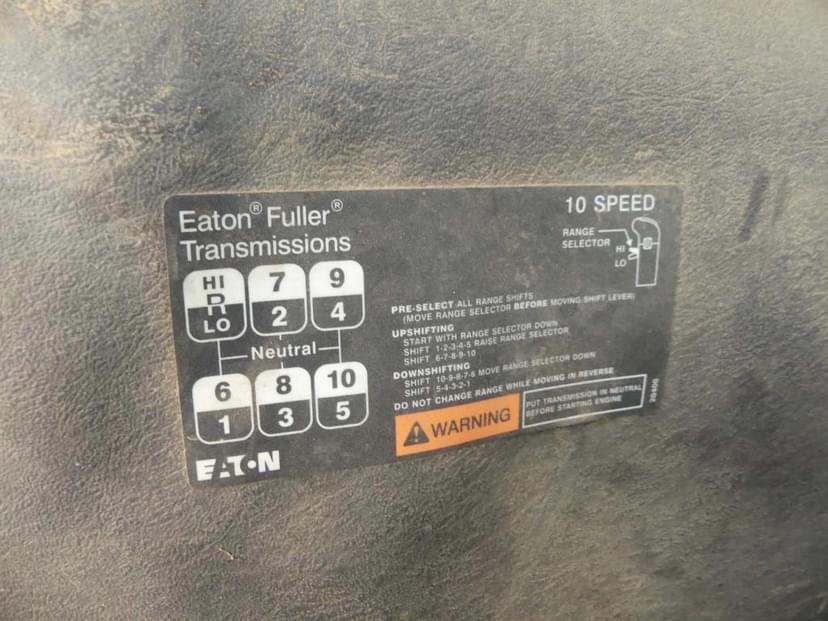 Eaton® Fuller®
Transmissions
10 SPEED
RANGE
SELECTOR
HI
LO
HI 7 9
R
LO 2 4
Neutral
6 8 10
1 3 5
EATON
PRE-SELECT ALL RANGE SHIFTS
(MOVE RANGE SELECTOR BEFORE MOVING SHIFT LEVER)
UPSHIFTING
START WITH RANGE SELECTOR DOWN
SHIFT 1-2-3-4-5 RAISE RANGE SELECTOR
SHIFT 6-7-8-9-10
DOWNSHIFTING
SHIFT 10-9-8-7-6 MOVE RANGE SELECTOR DOWN
SHIFT 5-4-3-2-1
DO NOT CHANGE RANGE WHILE MOVING IN REVERSE
WARNING
PUT TRANSMISSION IN NEUTRAL
BEFORE STARTING ENGINE
20400